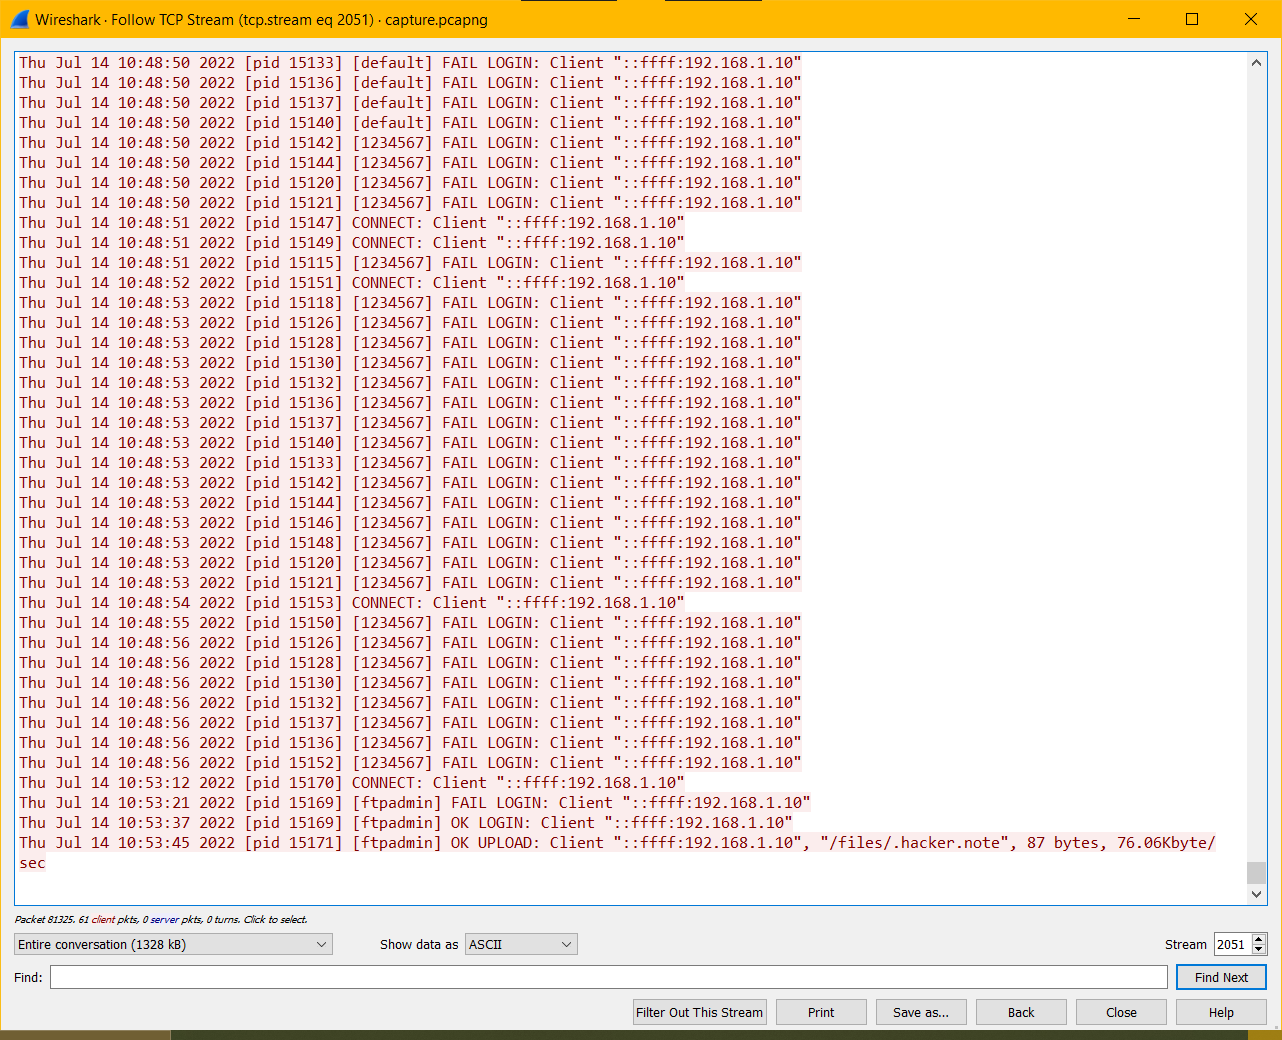 Wireshark · Follow TCP Stream (tcp.stream eq 2051) · capture.pcapng
Thu Jul 14 10:48:50 2022 [pid 15133] [default] FAIL LOGIN: Client "::ffff:192.168.1.10"
Thu Jul 14 10:48:50 2022 [pid 15136] [default] FAIL LOGIN: Client "::ffff:192.168.1.10"
Thu Jul 14 10:48:50 2022 [pid 15137] [default] FAIL LOGIN: Client "::ffff:192.168.1.10"
Thu Jul 14 10:48:50 2022 [pid 15140] [default] FAIL LOGIN: Client "::ffff:192.168.1.10"
Thu Jul 14 10:48:50 2022 [pid 15142] [1234567] FAIL LOGIN: Client "::ffff:192.168.1.10"
Thu Jul 14 10:48:50 2022 [pid 15144] [1234567] FAIL LOGIN: Client "::ffff:192.168.1.10"
Thu Jul 14 10:48:50 2022 [pid 15120] [1234567] FAIL LOGIN: Client "::ffff:192.168.1.10"
Thu Jul 14 10:48:50 2022 [pid 15121] [1234567] FAIL LOGIN: Client "::ffff:192.168.1.10"
Thu Jul 14 10:48:51 2022 [pid 15147] CONNECT: Client "::ffff:192.168.1.10"
Thu Jul 14 10:48:51 2022 [pid 15149] CONNECT: Client "::ffff:192.168.1.10"
Thu Jul 14 10:48:51 2022 [pid 15115] [1234567] FAIL LOGIN: Client "::ffff:192.168.1.10"
Thu Jul 14 10:48:52 2022 [pid 15151] CONNECT: Client "::ffff:192.168.1.10"
Thu Jul 14 10:48:53 2022 [pid 15118] [1234567] FAIL LOGIN: Client "::ffff:192.168.1.10"
Thu Jul 14 10:48:53 2022 [pid 15126] [1234567] FAIL LOGIN: Client "::ffff:192.168.1.10"
Thu Jul 14 10:48:53 2022 [pid 15128] [1234567] FAIL LOGIN: Client "::ffff:192.168.1.10"
Thu Jul 14 10:48:53 2022 [pid 15130] [1234567] FAIL LOGIN: Client "::ffff:192.168.1.10"
Thu Jul 14 10:48:53 2022 [pid 15132] [1234567] FAIL LOGIN: Client "::ffff:192.168.1.10"
Thu Jul 14 10:48:53 2022 [pid 15136] [1234567] FAIL LOGIN: Client "::ffff:192.168.1.10"
Thu Jul 14 10:48:53 2022 [pid 15137] [1234567] FAIL LOGIN: Client "::ffff:192.168.1.10"
Thu Jul 14 10:48:53 2022 [pid 15140] [1234567] FAIL LOGIN: Client "::ffff:192.168.1.10"
Thu Jul 14 10:48:53 2022 [pid 15133] [1234567] FAIL LOGIN: Client "::ffff:192.168.1.10"
Thu Jul 14 10:48:53 2022 [pid 15142] [1234567] FAIL LOGIN: Client "::ffff:192.168.1.10"
Thu Jul 14 10:48:53 2022 [pid 15144] [1234567] FAIL LOGIN: Client "::ffff:192.168.1.10"
Thu Jul 14 10:48:53 2022 [pid 15146] [1234567] FAIL LOGIN: Client "::ffff:192.168.1.10"
Thu Jul 14 10:48:53 2022 [pid 15148] [1234567] FAIL LOGIN: Client "::ffff:192.168.1.10"
Thu Jul 14 10:48:53 2022 [pid 15120] [1234567] FAIL LOGIN: Client "::ffff:192.168.1.10"
Thu Jul 14 10:48:53 2022 [pid 15121] [1234567] FAIL LOGIN: Client "::ffff:192.168.1.10"
Thu Jul 14 10:48:54 2022 [pid 15153] CONNECT: Client "::ffff:192.168.1.10"
Thu Jul 14 10:48:55 2022 [pid 15150] [1234567] FAIL LOGIN: Client "::ffff:192.168.1.10"
Thu Jul 14 10:48:56 2022 [pid 15126] [1234567] FAIL LOGIN: Client "::ffff:192.168.1.10"
Thu Jul 14 10:48:56 2022 [pid 15128] [1234567] FAIL LOGIN: Client "::ffff:192.168.1.10"
Thu Jul 14 10:48:56 2022 [pid 15130] [1234567] FAIL LOGIN: Client "::ffff:192.168.1.10"
Thu Jul 14 10:48:56 2022 [pid 15132] [1234567] FAIL LOGIN: Client "::ffff:192.168.1.10"
Thu Jul 14 10:48:56 2022 [pid 15137] [1234567] FAIL LOGIN: Client "::ffff:192.168.1.10"
Thu Jul 14 10:48:56 2022 [pid 15136] [1234567] FAIL LOGIN: Client "::ffff:192.168.1.10"
Thu Jul 14 10:48:56 2022 [pid 15152] [1234567] FAIL LOGIN: Client "::ffff:192.168.1.10"
Thu Jul 14 10:53:12 2022 [pid 15170] CONNECT: Client "::ffff:192.168.1.10"
Thu Jul 14 10:53:21 2022 [pid 15169] [ftpadmin] FAIL LOGIN: Client "::ffff:192.168.1.10"
Thu Jul 14 10:53:37 2022 [pid 15169] [ftpadmin] OK LOGIN: Client "::ffff:192.168.1.10"
Thu Jul 14 10:53:45 2022 [pid 15171] [ftpadmin] OK UPLOAD: Client "::ffff:192.168.1.10", "/files/.hacker.note", 87 bytes, 76.06Kbyte/
sec
Packet 81325. 61 client pkts, 0 server pkts, 0 turns. Click to select.
Entire conversation (1328 kB) Show data as ASCII Stream 2051
Find: Find Next
Filter Out This Stream Print Save as... Back Close Help